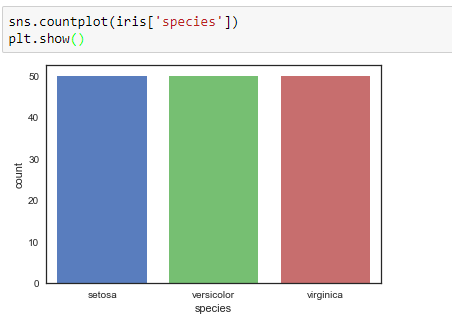 sns.countplot(iris['species'])
plt.show()
50
40
30
20
10
0
count
setosa versicolor virginica
species